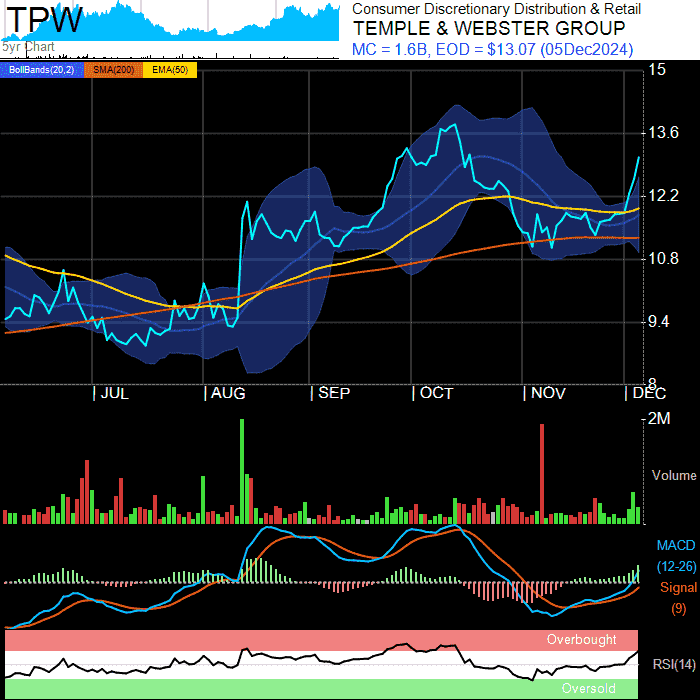 TPW
5yr Chart
Consumer Discretionary Distribution & Retail
TEMPLE & WEBSTER GROUP
MC = 1.6B, EOD = $13.07 (05Dec2024)
BollBands(20,2) SMA(200) EMA(50)
15
13.6
12.2
10.8
9.4
8
JUL AUG SEP OCT NOV DEC
2M
Volume
MACD
(12-26)
Signal
(9)
Overbought
RSI(14)
Oversold